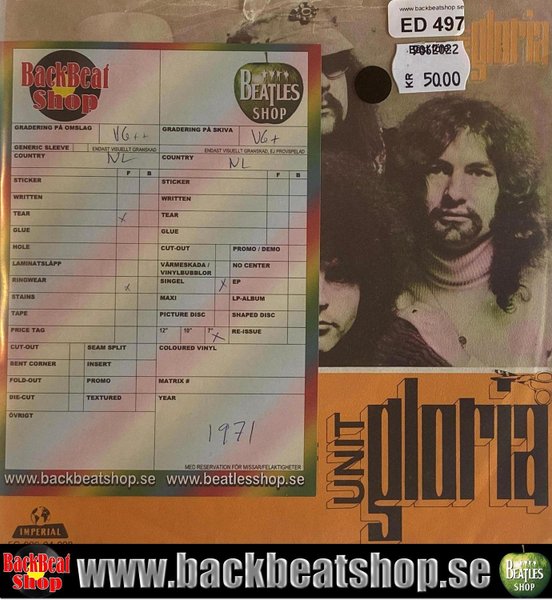 www.backbeatshop.se
ED 497
KR 50.00
gloria
BackBeat
Shop
BEATLES
SHOP
GRADERING PÅ OMSLAG VG++
GRADERING PÅ SKIVA VG+
GENERIC SLEEVE ENDAST VISUELLT GRANSKAD
ENDAST VISUELLT GRANSKAD, EJ PROVSPELAD
COUNTRY NL
COUNTRY NL
F B
F B
STICKER
STICKER
WRITTEN
WRITTEN
TEAR x
TEAR
GLUE
GLUE
HOLE
CUT-OUT PROMO / DEMO
LAMINATSLÄPP
VÄRMESKADA /
VINYLBUBBLOR
NO CENTER
RINGWEAR x
SINGEL x EP
STAINS
MAXI LP-ALBUM
TAPE
PICTURE DISC SHAPED DISC
PRICE TAG
12" 10" 7" x RE-ISSUE
CUT-OUT SEAM SPLIT
COLOURED VINYL
BENT CORNER INSERT
FOLD-OUT PROMO
MATRIX #
DIE-CUT TEXTURED
YEAR
ÖVRIGT
1971
MED RESERVATION FÖR MISSAR/FELAKTIGHETER
www.backbeatshop.se www.beatlesshop.se
UNIT
gloria
IMPERIAL
BackBeat
Shop
www.backbeatshop.se
BEATLES
SHOP